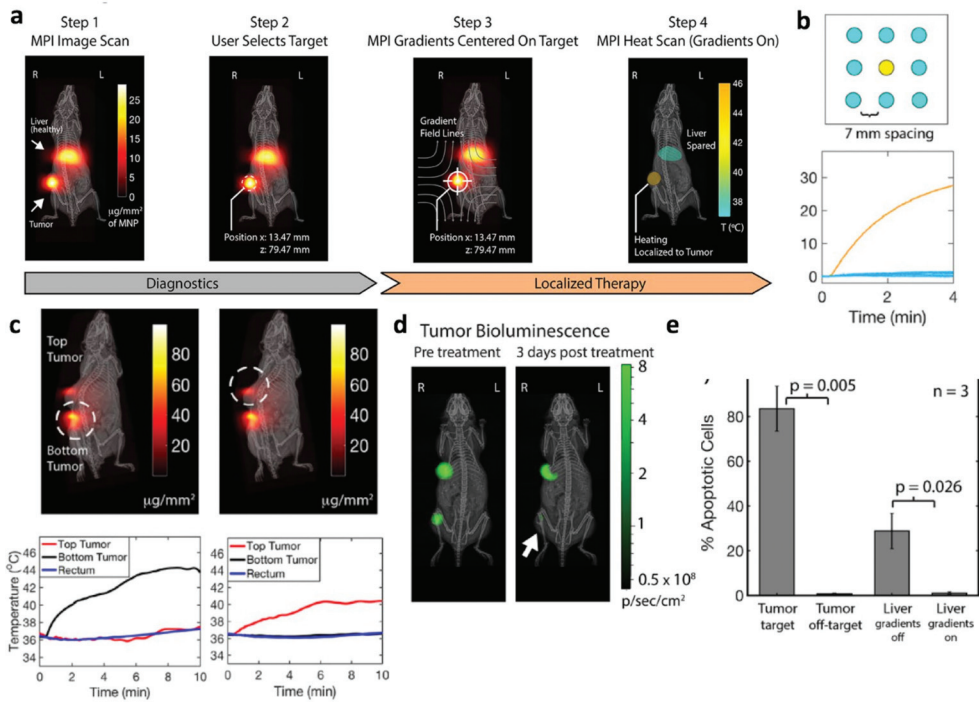 a
Step 1
MPI Image Scan
Step 2
User Selects Target
Step 3
MPI Gradients Centered On Target
Step 4
MPI Heat Scan (Gradients On)
R L
Liver
(healthy)
Tumor
25
20
15
10
5
0
μg/mm²
of MNP
R L
Position x: 13.47 mm
z: 79.47 mm
R L
Gradient
Field Lines
Position x: 13.47 mm
z: 79.47 mm
R L
Liver
Spared
Heating
Localized to Tumor
46
44
42
40
38
T (°C)
Diagnostics
Localized Therapy
b
7 mm spacing
30
20
10
0
0 2 4
Time (min)
c
Top
Tumor
Bottom
Tumor
80
60
40
20
μg/mm²
80
60
40
20
μg/mm²
Temperature (°C)
44
42
40
38
36
34
Top Tumor
Bottom Tumor
Rectum
0 2 4 6 8 10
Time (min)
44
42
40
38
36
34
Top Tumor
Bottom Tumor
Rectum
0 2 4 6 8 10
Time (min)
d
Tumor Bioluminescence
Pre treatment
3 days post treatment
R L
R L
8
4
2
1
0.5 x 10⁸
p/sec/cm²
e
% Apoptotic Cells
80
60
40
20
0
p = 0.005
n = 3
p = 0.026
Tumor
target
Tumor
off-target
Liver
gradients
off
Liver
gradients
on